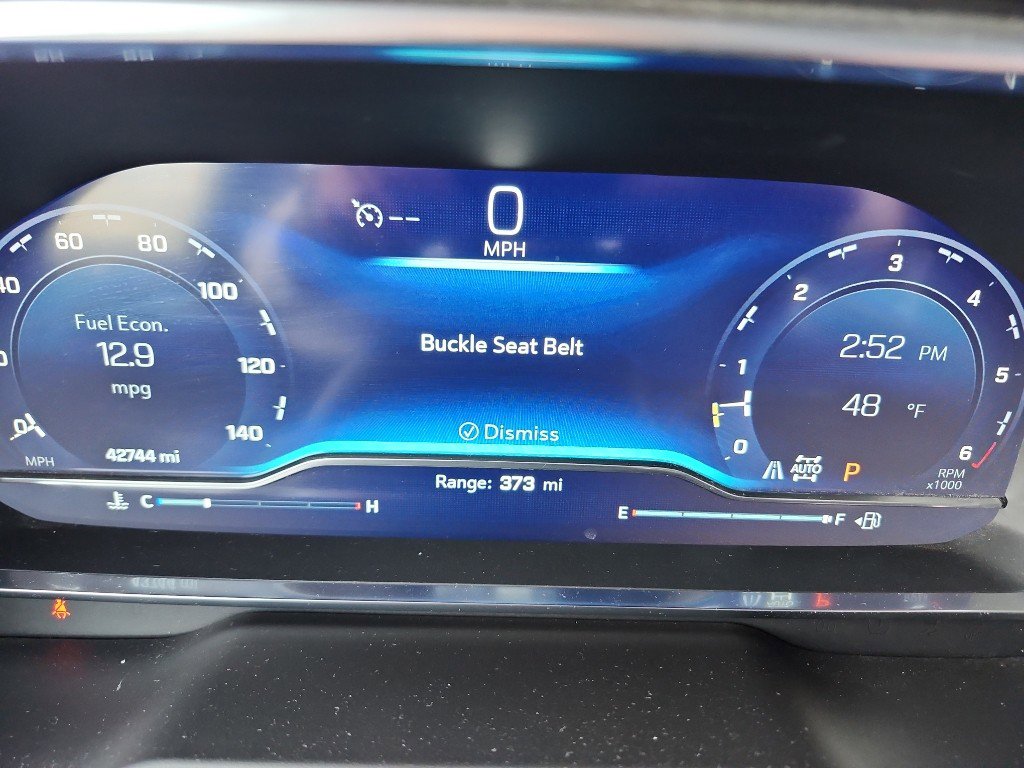 --
0
MPH
40
60
80
100
120
140
0
MPH
Fuel Econ.
12.9
mpg
42744 mi
Buckle Seat Belt
Dismiss
0
1
2
3
4
5
6
RPM
x1000
2:52 PM
48 °F
AUTO
P
Range: 373 mi
C
H
E
F